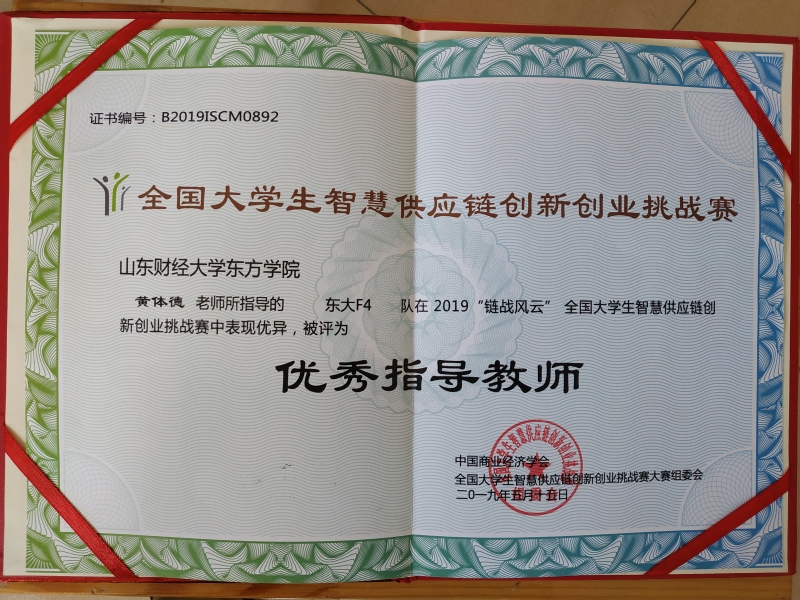 证书编号：B2019ISCM0892
全国大学生智慧供应链创新创业挑战赛
山东财经大学东方学院
黄体德 老师所指导的 东大F4 队在 2019 “链战风云” 全国大学生智慧供应链创
新创业挑战赛中表现优异，被评为
优秀指导教师
中国商业经济学会
全国大学生智慧供应链创新创业挑战赛大赛组委会
二〇一九年五月十五日